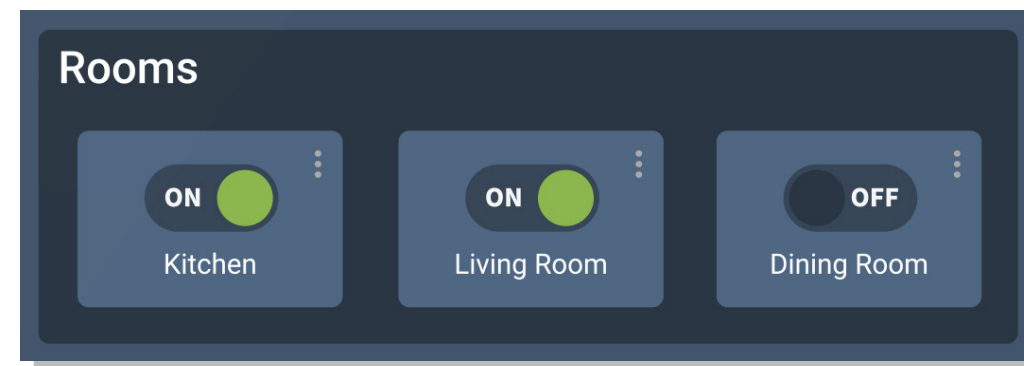 Rooms
ON
ON
OFF
Kitchen
Living Room
Dining Room